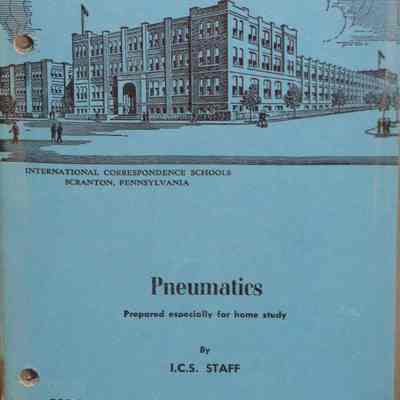 INTERNATIONAL CORRESPONDENCE SCHOOLS
SCRANTON, PENNSYLVANIA
Pneumatics
Prepared especially for home study
By
I.C.S. STAFF